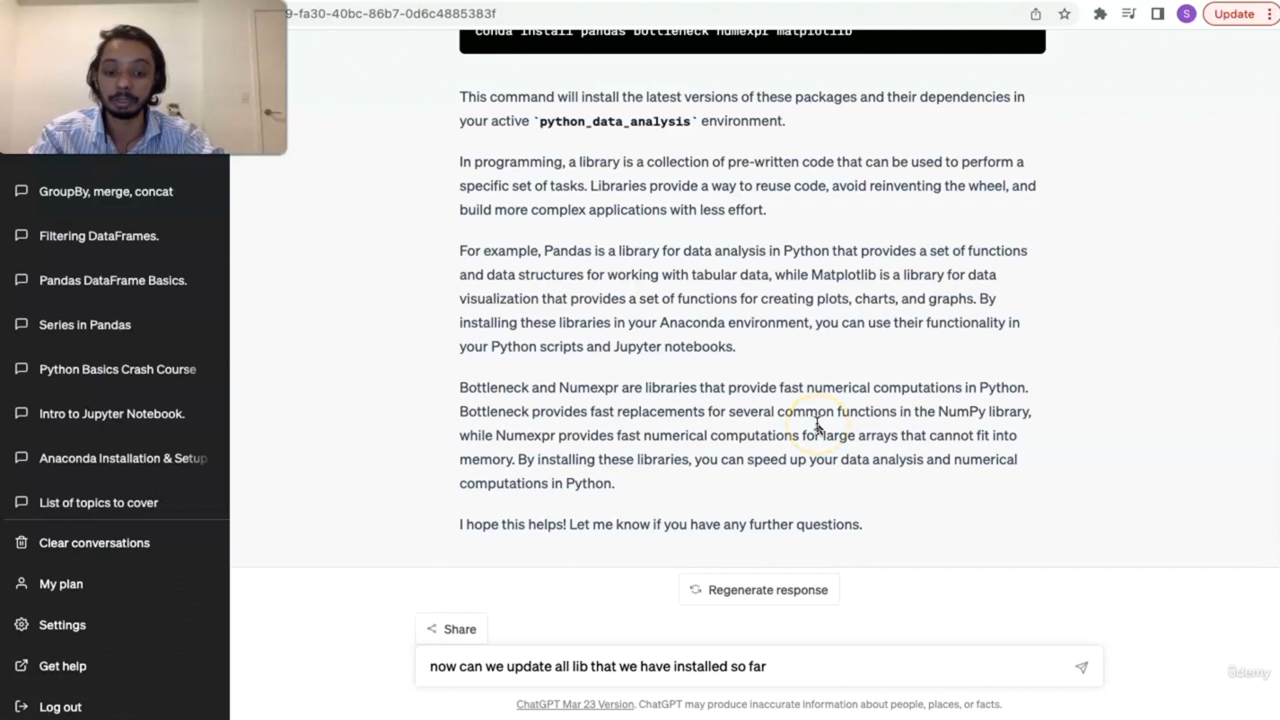 9-fa30-40bc-86b7-0d6c4885383f
S
Update
conda install pandas bottleneck numexpr matplotlib
This command will install the latest versions of these packages and their dependencies in
your active `python_data_analysis` environment.
In programming, a library is a collection of pre-written code that can be used to perform a
specific set of tasks. Libraries provide a way to reuse code, avoid reinventing the wheel, and
build more complex applications with less effort.
For example, Pandas is a library for data analysis in Python that provides a set of functions
and data structures for working with tabular data, while Matplotlib is a library for data
visualization that provides a set of functions for creating plots, charts, and graphs. By
installing these libraries in your Anaconda environment, you can use their functionality in
your Python scripts and Jupyter notebooks.
Bottleneck and Numexpr are libraries that provide fast numerical computations in Python.
Bottleneck provides fast replacements for several common functions in the NumPy library,
while Numexpr provides fast numerical computations for large arrays that cannot fit into
memory. By installing these libraries, you can speed up your data analysis and numerical
computations in Python.
I hope this helps! Let me know if you have any further questions.
GroupBy, merge, concat
Filtering DataFrames.
Pandas DataFrame Basics.
Series in Pandas
Python Basics Crash Course
Intro to Jupyter Notebook.
Anaconda Installation & Setup
List of topics to cover
Clear conversations
My plan
Settings
Get help
Log out
Regenerate response
Share
now can we update all lib that we have installed so far
ChatGPT Mar 23 Version. ChatGPT may produce inaccurate information about people, places, or facts.
ûdemy